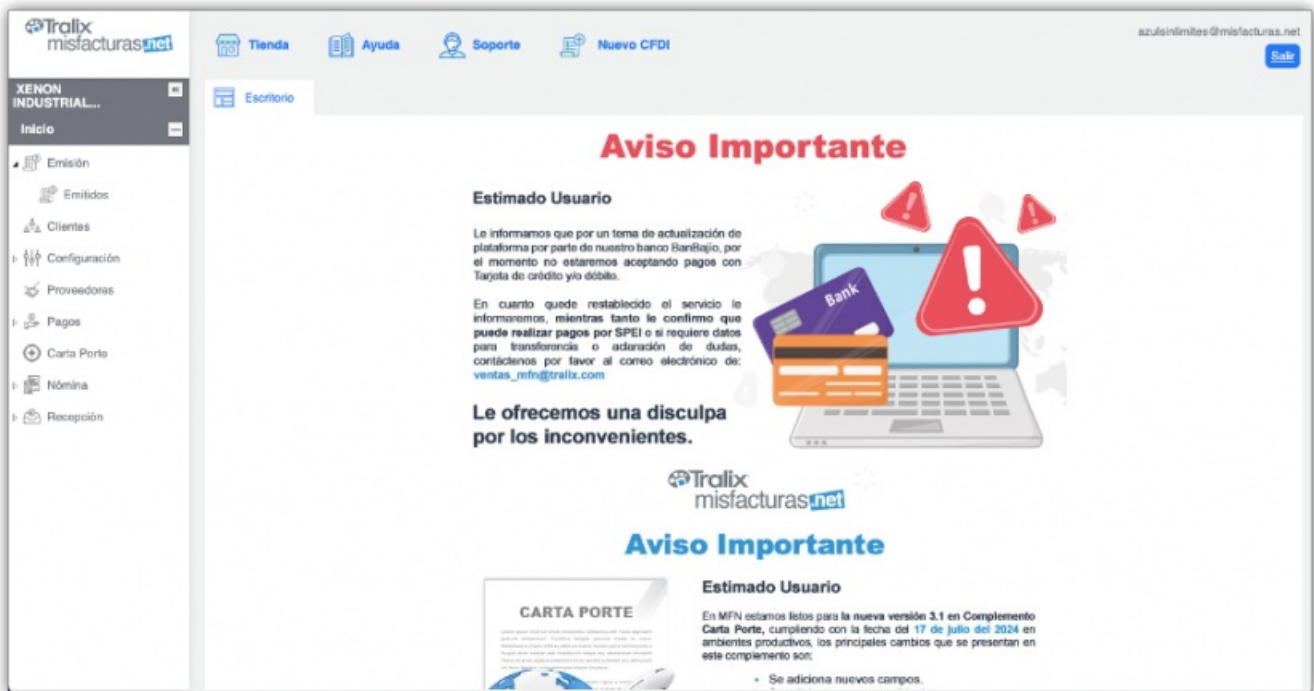 Tralix
misfacturas.net
Tienda
Ayuda
Soporte
Nuevo CFDI
azulsinlimites@misfacturas.net
Salir
XENON
INDUSTRIAL...
Inicio
Emisión
Emitidos
Clientes
Configuración
Proveedores
Pagos
Carta Porte
Nómina
Recepción
Escritorio
Aviso Importante
Estimado Usuario
Le informamos que por un tema de actualización de
plataforma por parte de nuestro banco BanBajío, por
el momento no estaremos aceptando pagos con
Tarjeta de crédito y/o débito.
En cuanto quede restablecido el servicio le
informaremos, mientras tanto le confirmo que
puede realizar pagos por SPEI o si requiere datos
para transferencia o aclaración de dudas,
contáctenos por favor al correo electrónico de:
ventas_mfn@tralix.com
Le ofrecemos una disculpa
por los inconvenientes.
Bank
Tralix
misfacturas.net
Aviso Importante
CARTA PORTE
Estimado Usuario
En MFN estamos listos para la nueva versión 3.1 en Complemento
Carta Porte, cumpliendo con la fecha del 17 de julio del 2024 en
ambientes productivos, los principales cambios que se presentan en
este complemento son:
• Se adiciona nuevos campos.